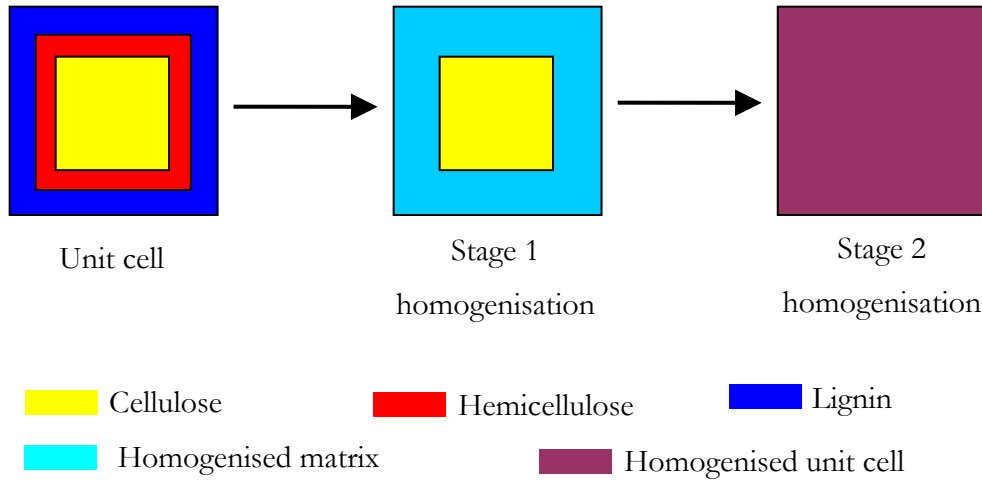 Unit cell
Stage 1
homogenisation
Stage 2
homogenisation
Cellulose
Hemicellulose
Lignin
Homogenised matrix
Homogenised unit cell